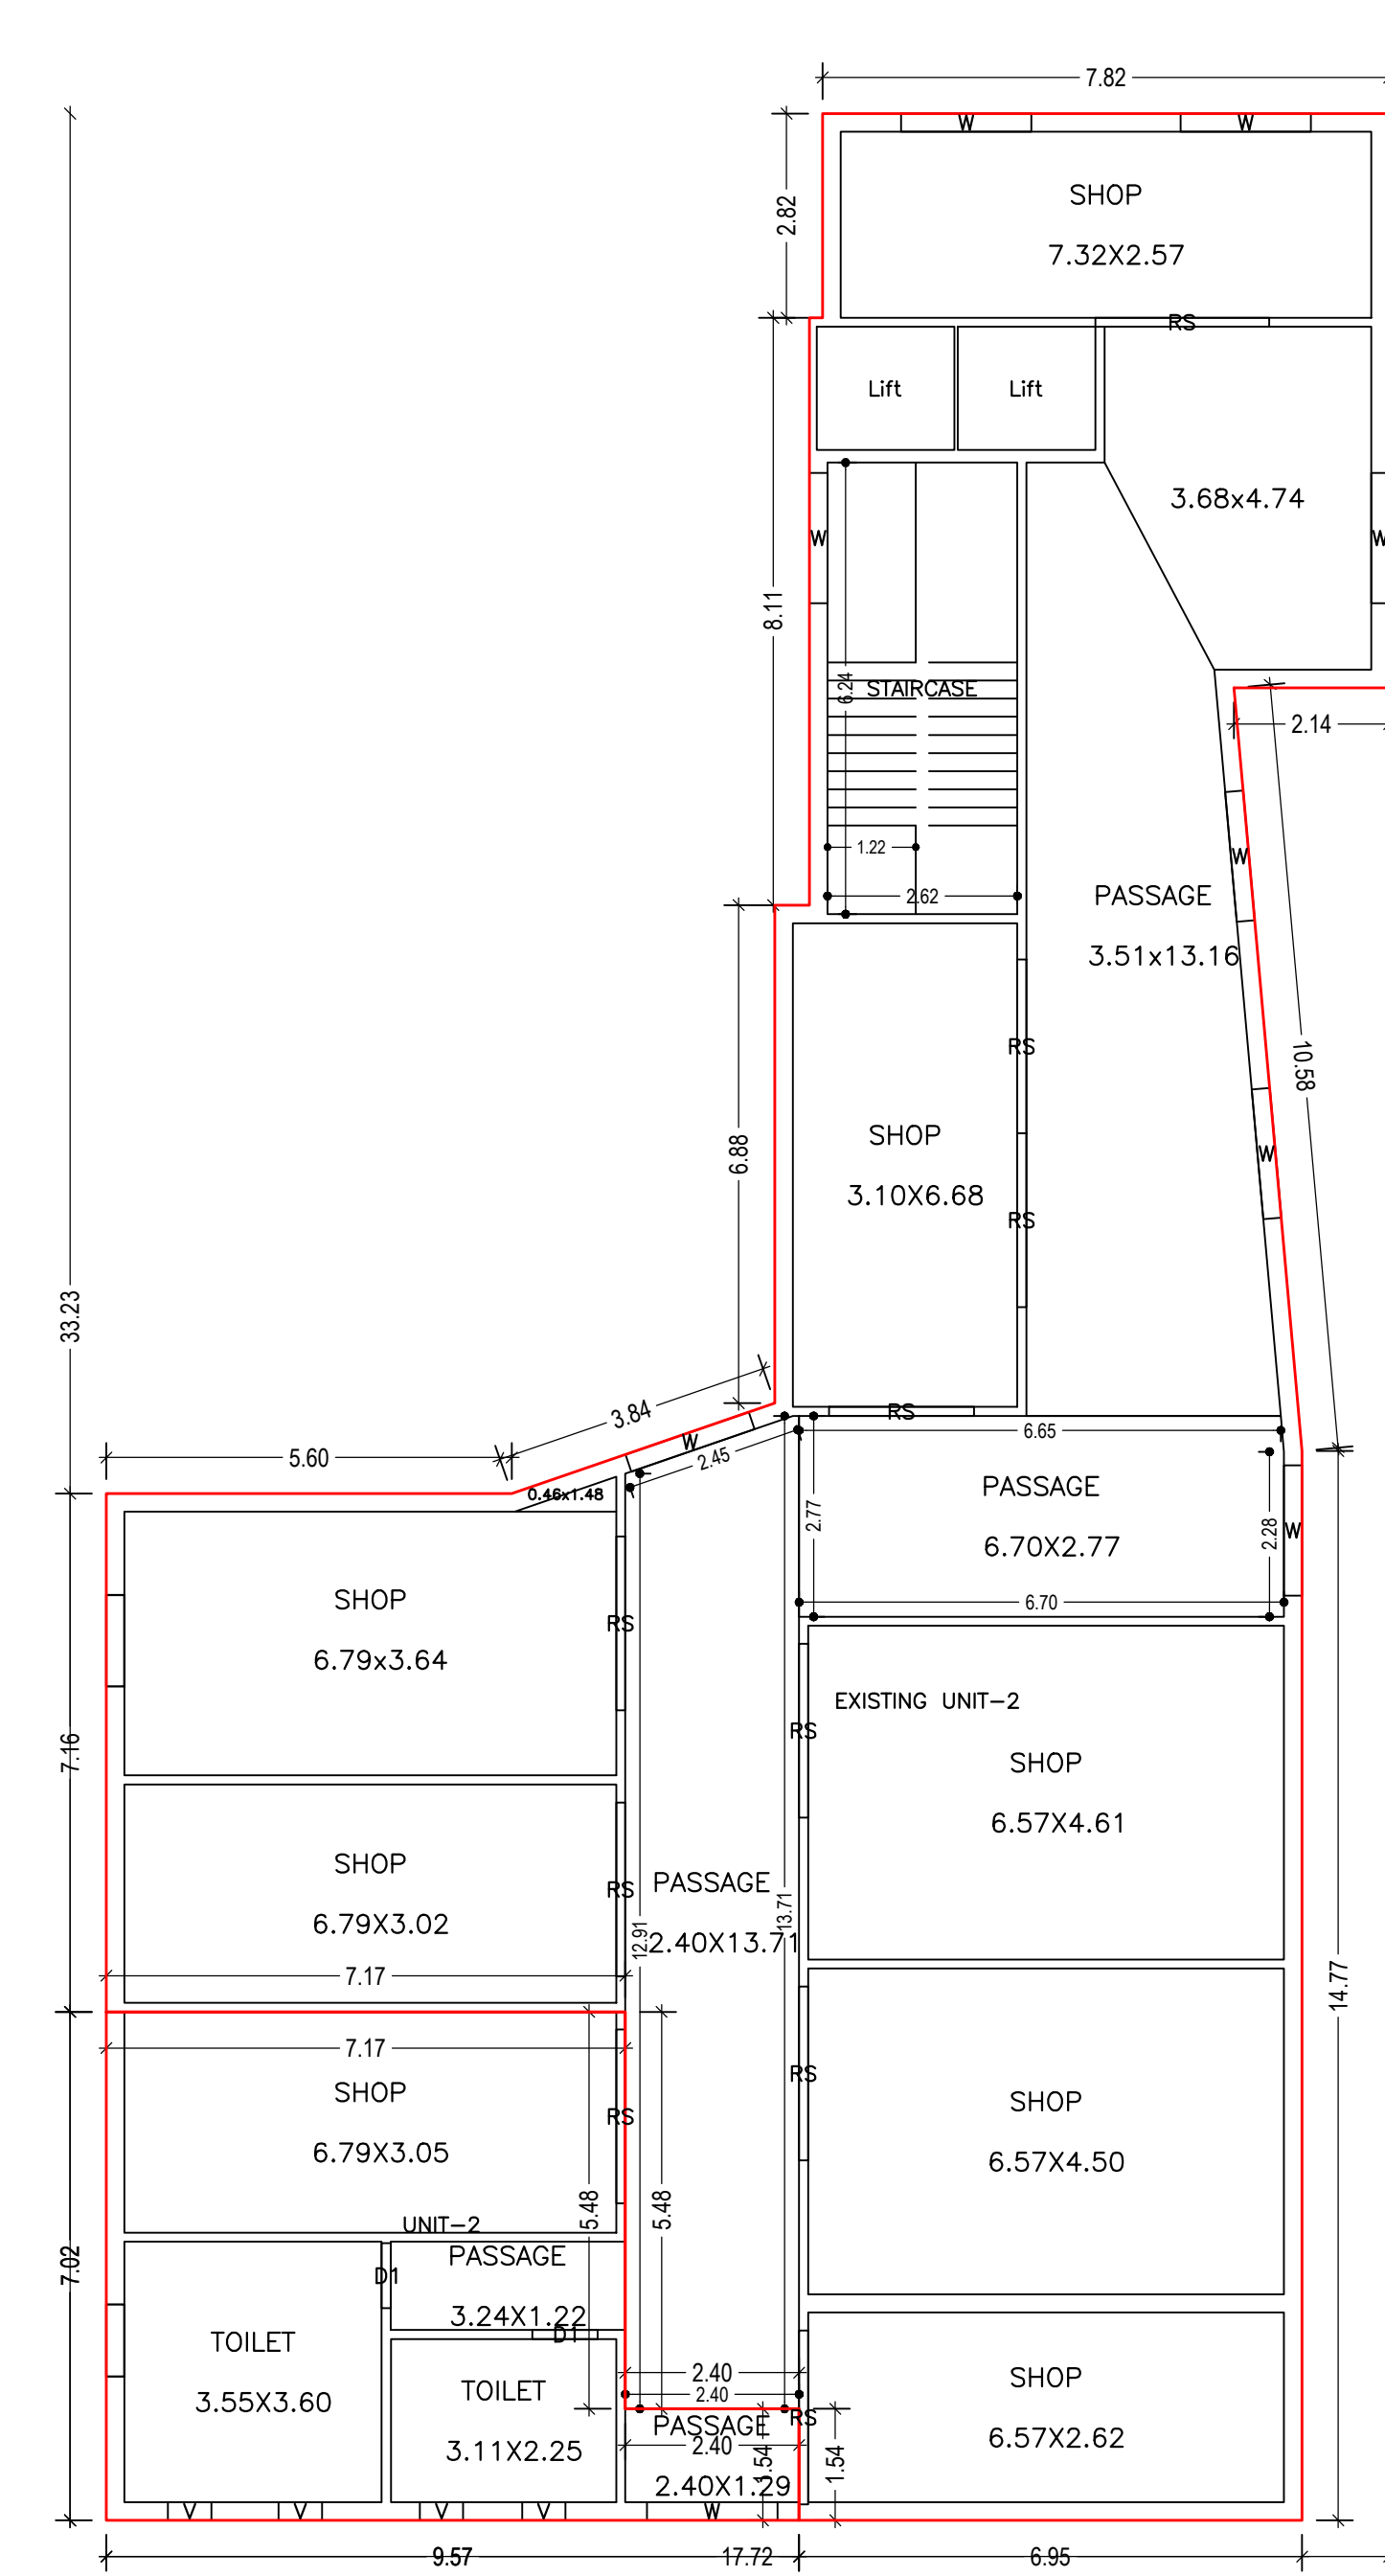 7.82
W W
SHOP
7.32X2.57
2.82
RS
Lift Lift
3.68x4.74
W W
8.11
STAIRCASE
6.24
2.14
1.22
W
2.62
PASSAGE
3.51x13.16
10.58
RS
SHOP
3.10X6.68
6.88
W
RS
33.23
3.84
RS
W
2.45
6.65
5.60
0.46x1.48
PASSAGE
6.70X2.77
2.77
2.28
W
6.70
SHOP
6.79x3.64
RS
EXISTING UNIT-2
RS
SHOP
6.57X4.61
7.16
SHOP
6.79X3.02
RS
PASSAGE
2.40X13.71
12.91
13.71
7.17
14.77
7.17
SHOP
6.79X3.05
RS
RS
SHOP
6.57X4.50
5.48
5.48
UNIT-2
PASSAGE
3.24X1.22
7.02
D1
D1
TOILET
3.55X3.60
TOILET
3.11X2.25
2.40
2.40
SHOP
6.57X2.62
RS
PASSAGE
2.40
2.40X1.29
1.54
1.54
V V V V W
9.57 17.72 6.95